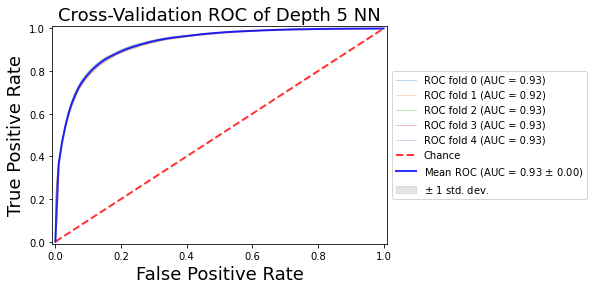 Cross-Validation ROC of Depth 5 NN
True Positive Rate
1.0
0.8
0.6
0.4
0.2
0.0
0.0 0.2 0.4 0.6 0.8 1.0
False Positive Rate
ROC fold 0 (AUC = 0.93)
ROC fold 1 (AUC = 0.92)
ROC fold 2 (AUC = 0.93)
ROC fold 3 (AUC = 0.93)
ROC fold 4 (AUC = 0.93)
Chance
Mean ROC (AUC = 0.93 ± 0.00)
± 1 std. dev.